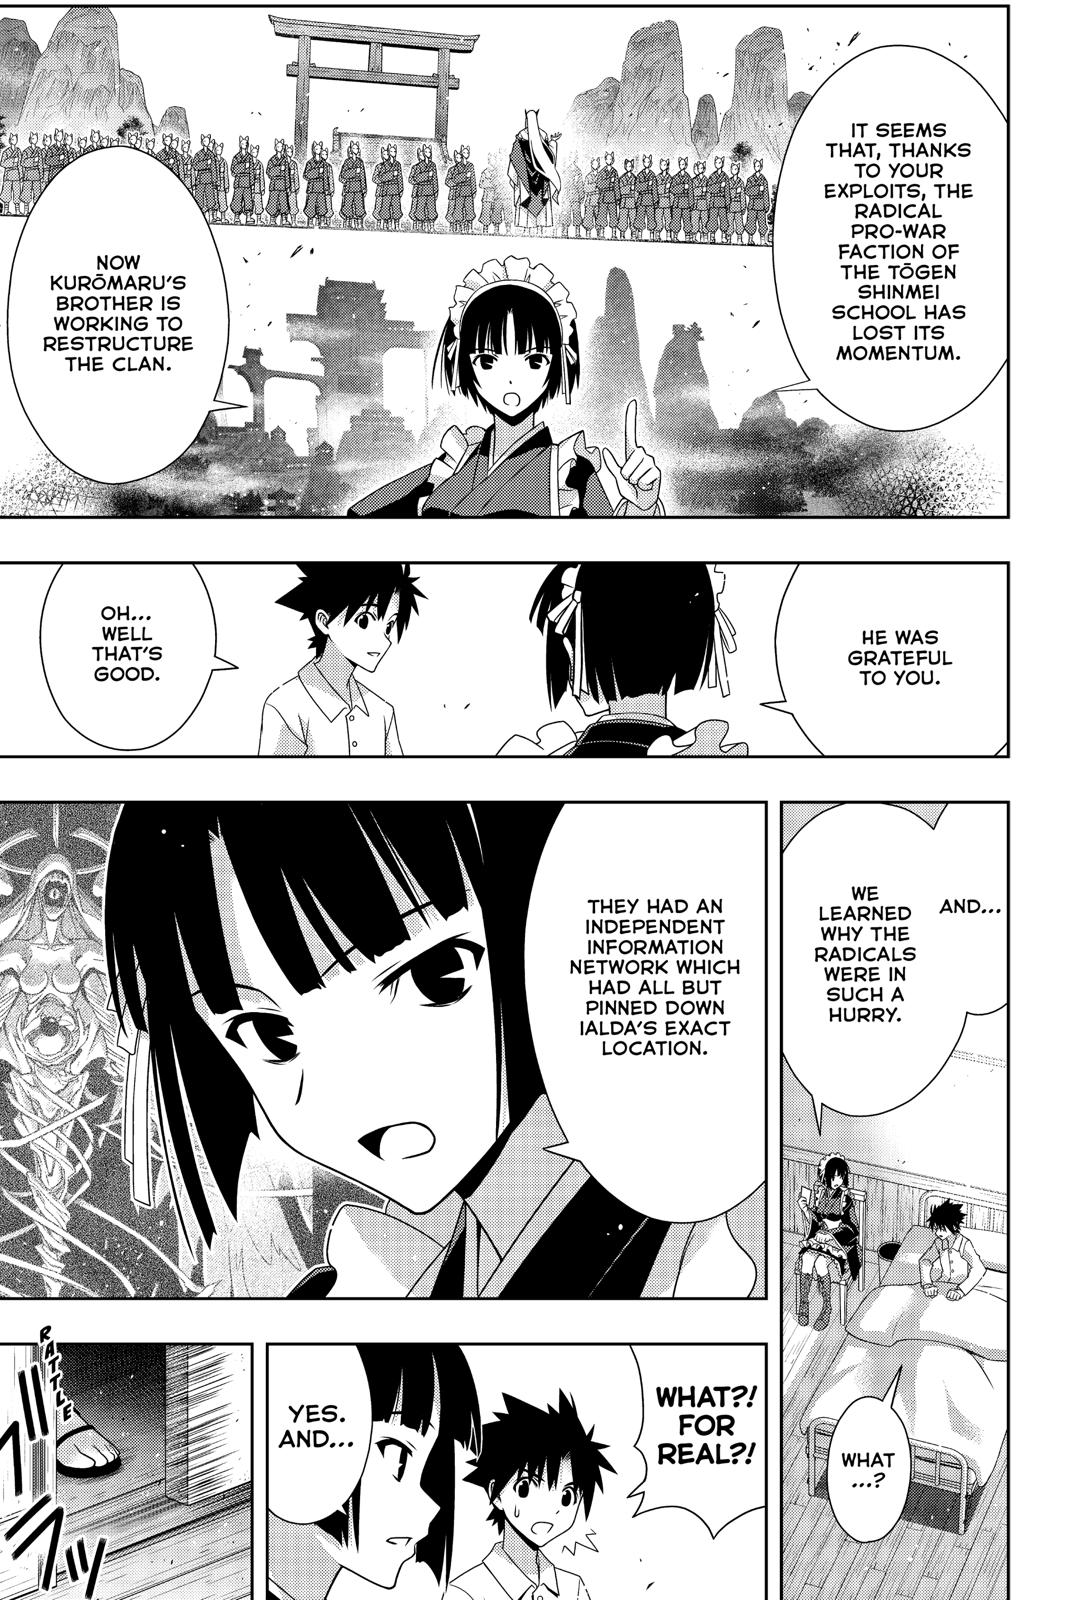 IT SEEMS
THAT, THANKS
TO YOUR
EXPLOITS, THE
RADICAL
PRO-WAR
FACTION OF
THE TŌGEN
SHINMEI
SCHOOL HAS
LOST ITS
MOMENTUM.
NOW
KURŌMARU'S
BROTHER IS
WORKING TO
RESTRUCTURE
THE CLAN.
HE WAS
GRATEFUL
TO YOU.
OH...
WELL
THAT'S
GOOD.
AND...
WE
LEARNED
WHY THE
RADICALS
WERE IN
SUCH A
HURRY.
WHAT
...?
THEY HAD AN
INDEPENDENT
INFORMATION
NETWORK WHICH
HAD ALL BUT
PINNED DOWN
IALDA'S EXACT
LOCATION.
WHAT?!
FOR
REAL?!
YES.
AND...
RATTLE